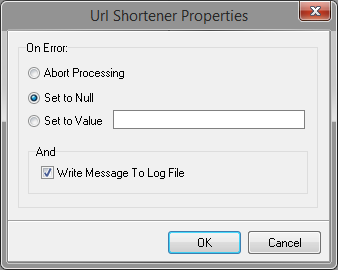 Url Shortener Properties
On Error:
Abort Processing
Set to Null
Set to Value
And
Write Message To Log File
OK
Cancel